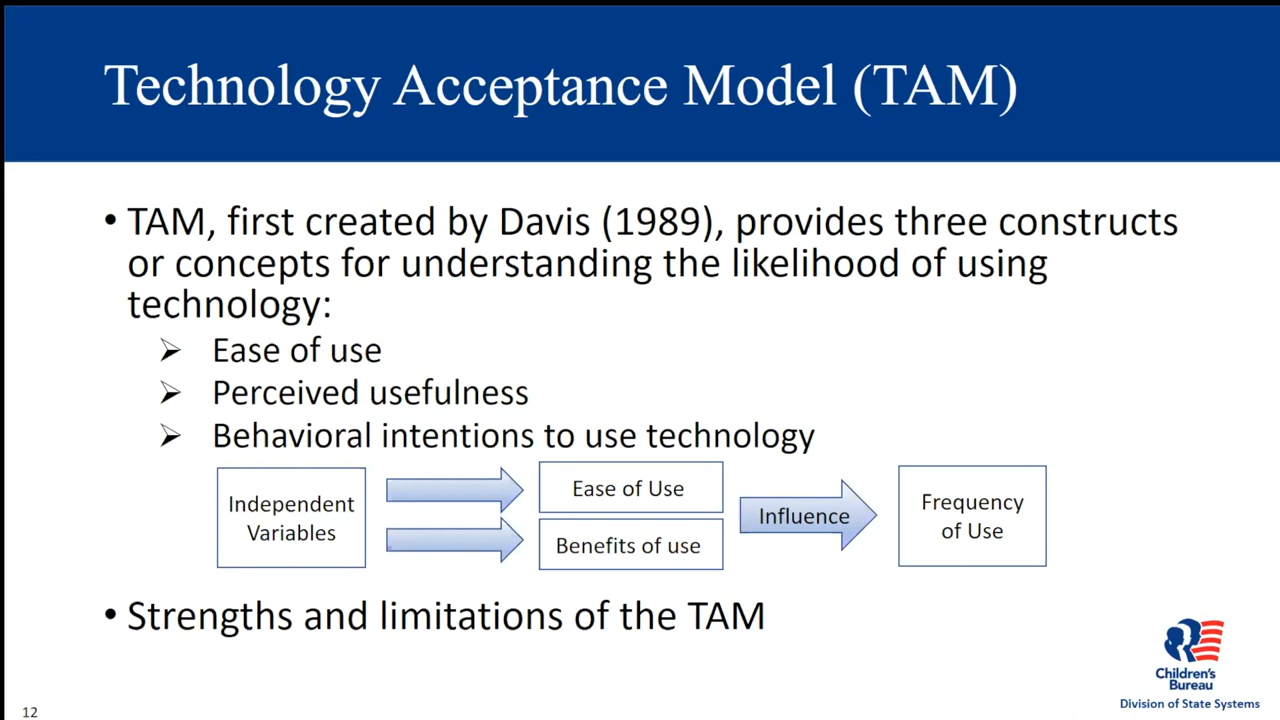 Technology Acceptance Model (TAM)
• TAM, first created by Davis (1989), provides three constructs
or concepts for understanding the likelihood of using
technology:
➢ Ease of use
➢ Perceived usefulness
➢ Behavioral intentions to use technology
Independent
Variables
Ease of Use
Benefits of use
Influence
Frequency
of Use
• Strengths and limitations of the TAM
Children's
Bureau
Division of State Systems
12